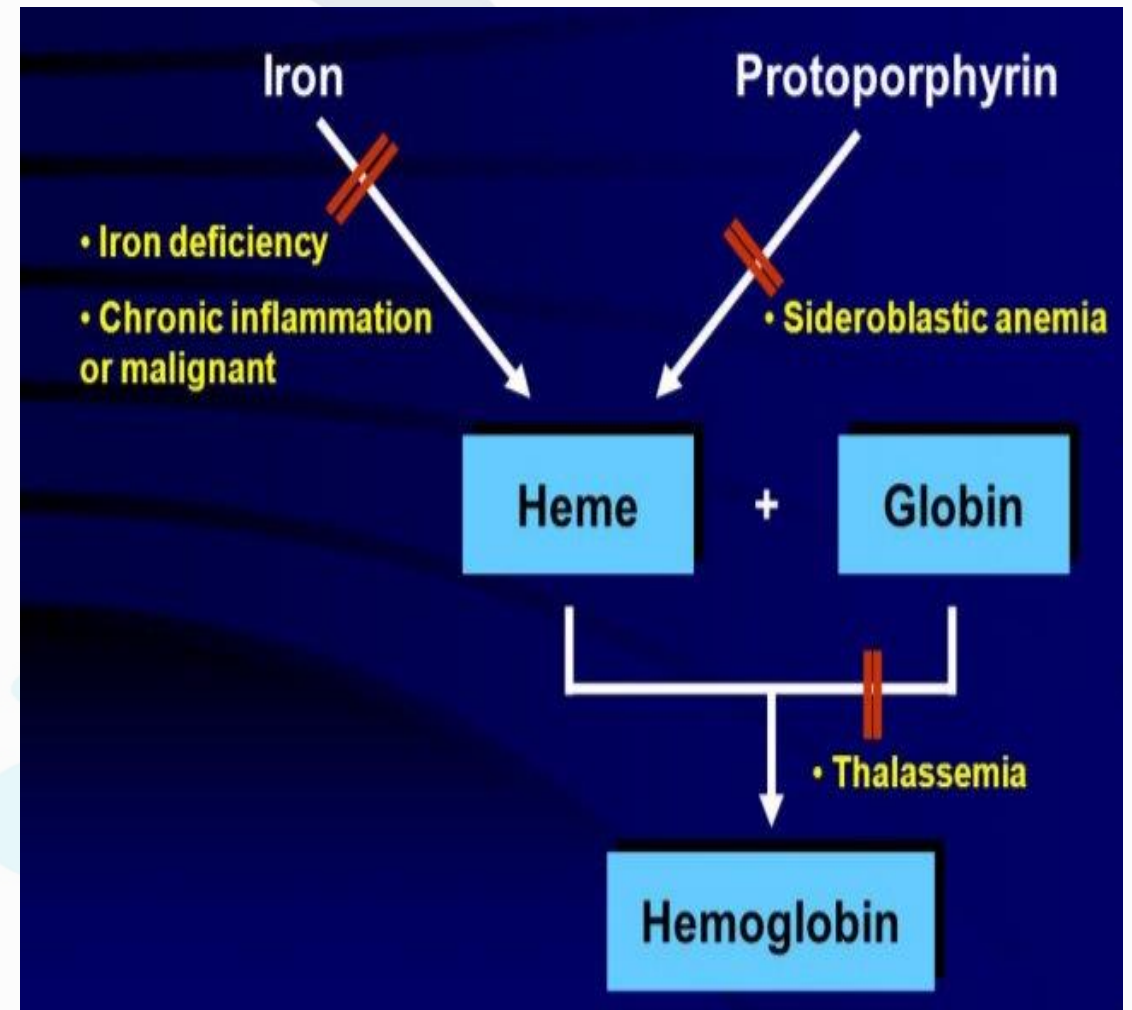 Iron
Protoporphyrin
• Iron deficiency
• Chronic inflammation
or malignant
• Sideroblastic anemia
Heme
+
Globin
• Thalassemia
Hemoglobin